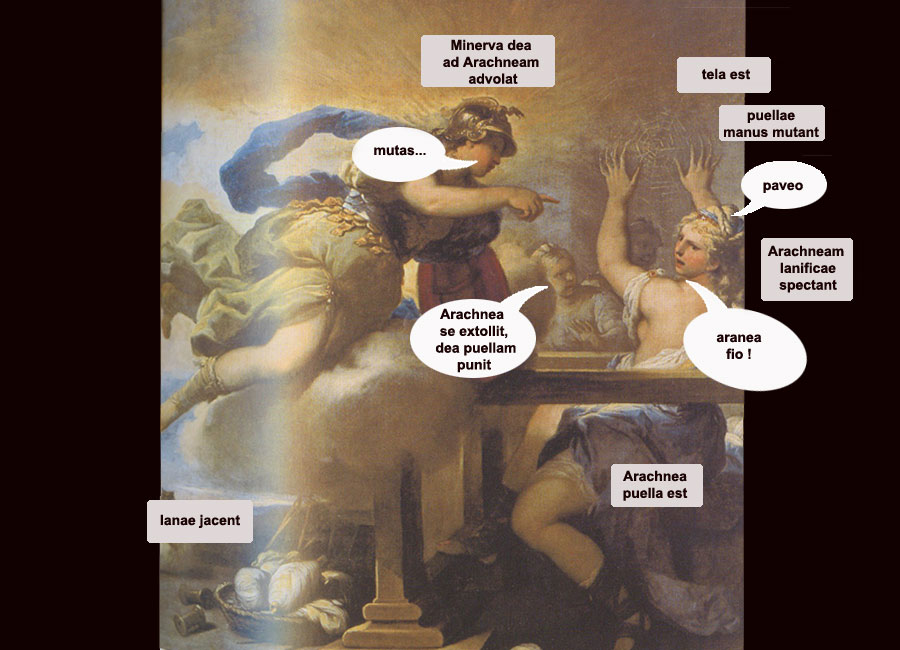 Minerva dea
ad Arachneam
advolat
tela est
puellae
manus mutant
mutas...
paveo
Arachneam
lanificae
spectant
Arachnea
se extollit,
dea puellam
punit
aranea
fio !
Arachnea
puella est
lanae jacent